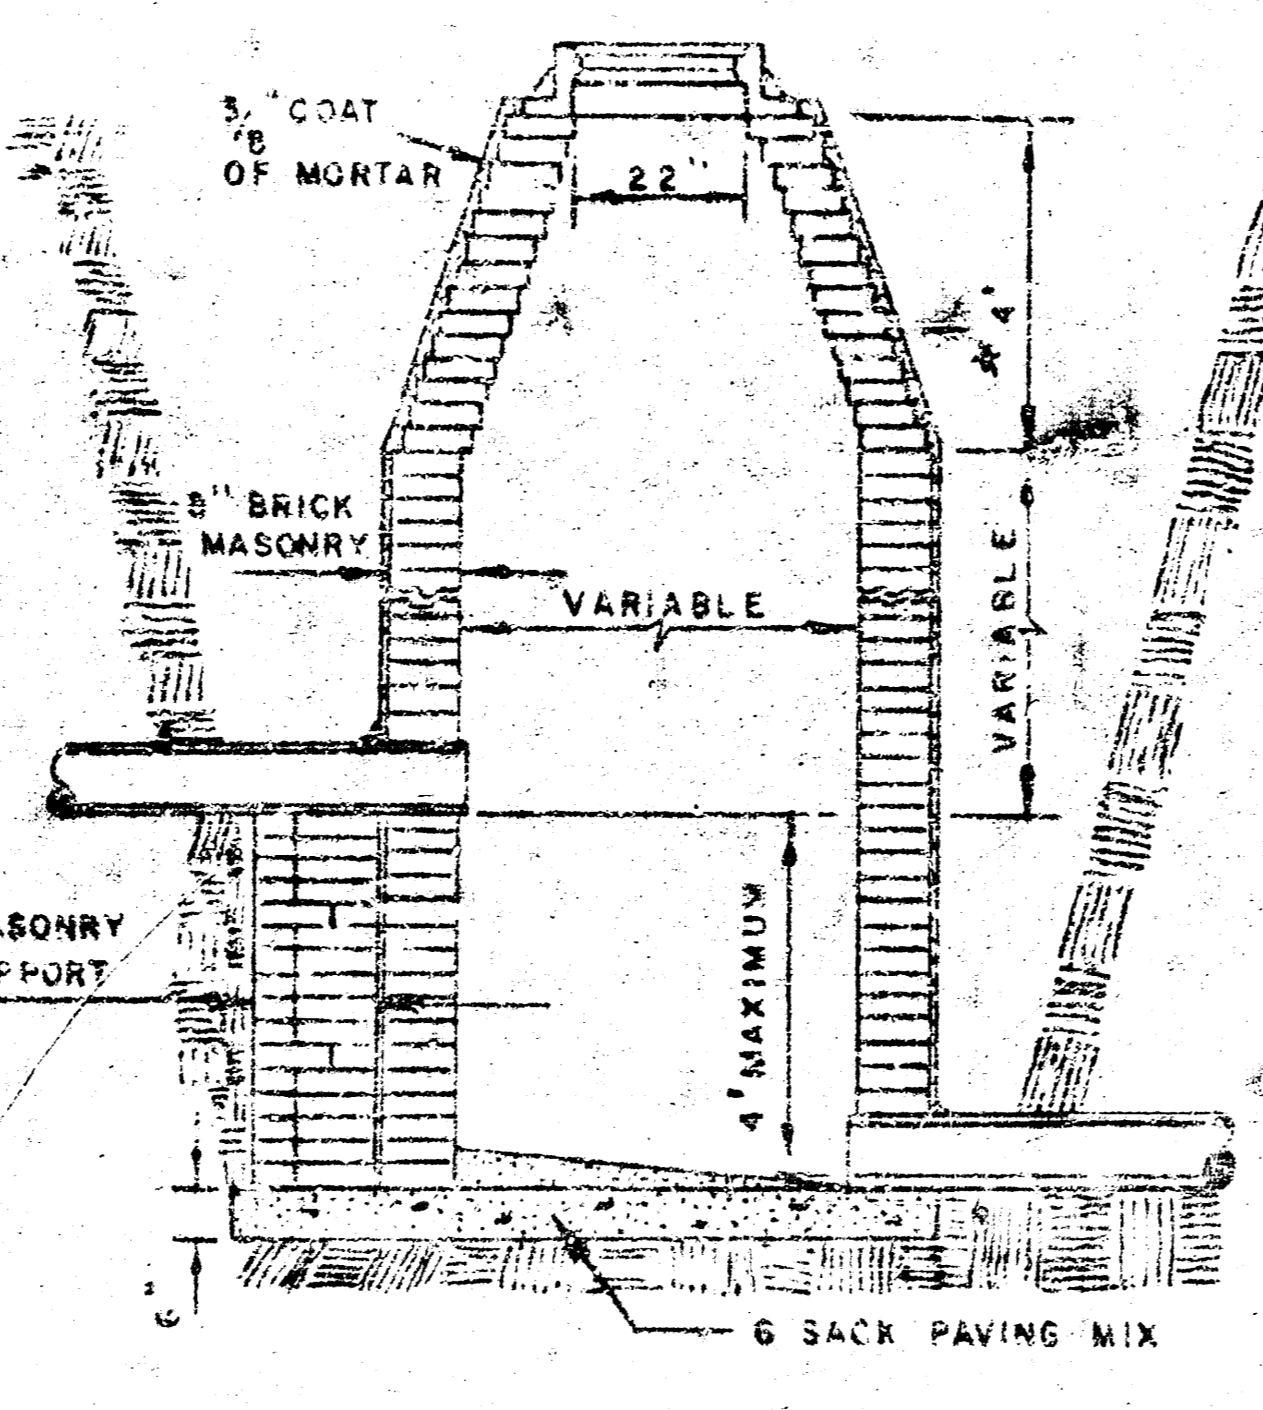 3/8" COAT
OF MORTAR
22"
* 4'
8" BRICK
MASONRY
VARIABLE
VARIABLE
ASONRY
PPORT
4' MAXIMUM
6"
6 SACK PAVING MIX